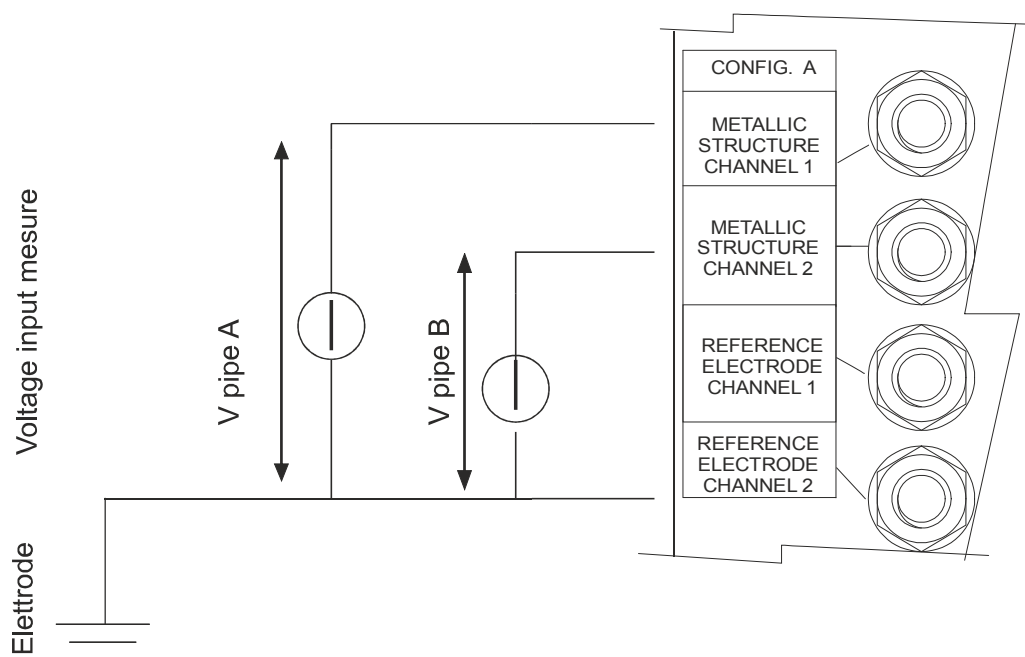 Voltage input mesure
Elettrode
V pipe A
V pipe B
CONFIG. A
METALLIC
STRUCTURE
CHANNEL 1
METALLIC
STRUCTURE
CHANNEL 2
REFERENCE
ELECTRODE
CHANNEL 1
REFERENCE
ELECTRODE
CHANNEL 2